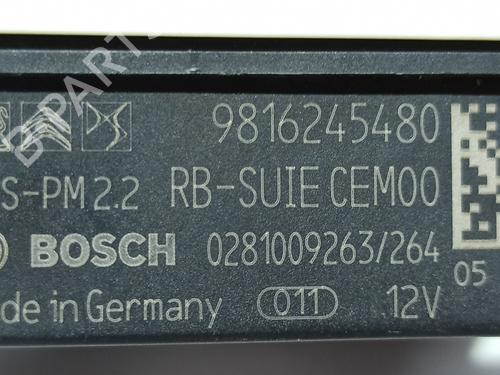 9816245480
S-PM 2.2 RB-SUIE CEM00
BOSCH 0281009263/264
05
de in Germany 011 12V